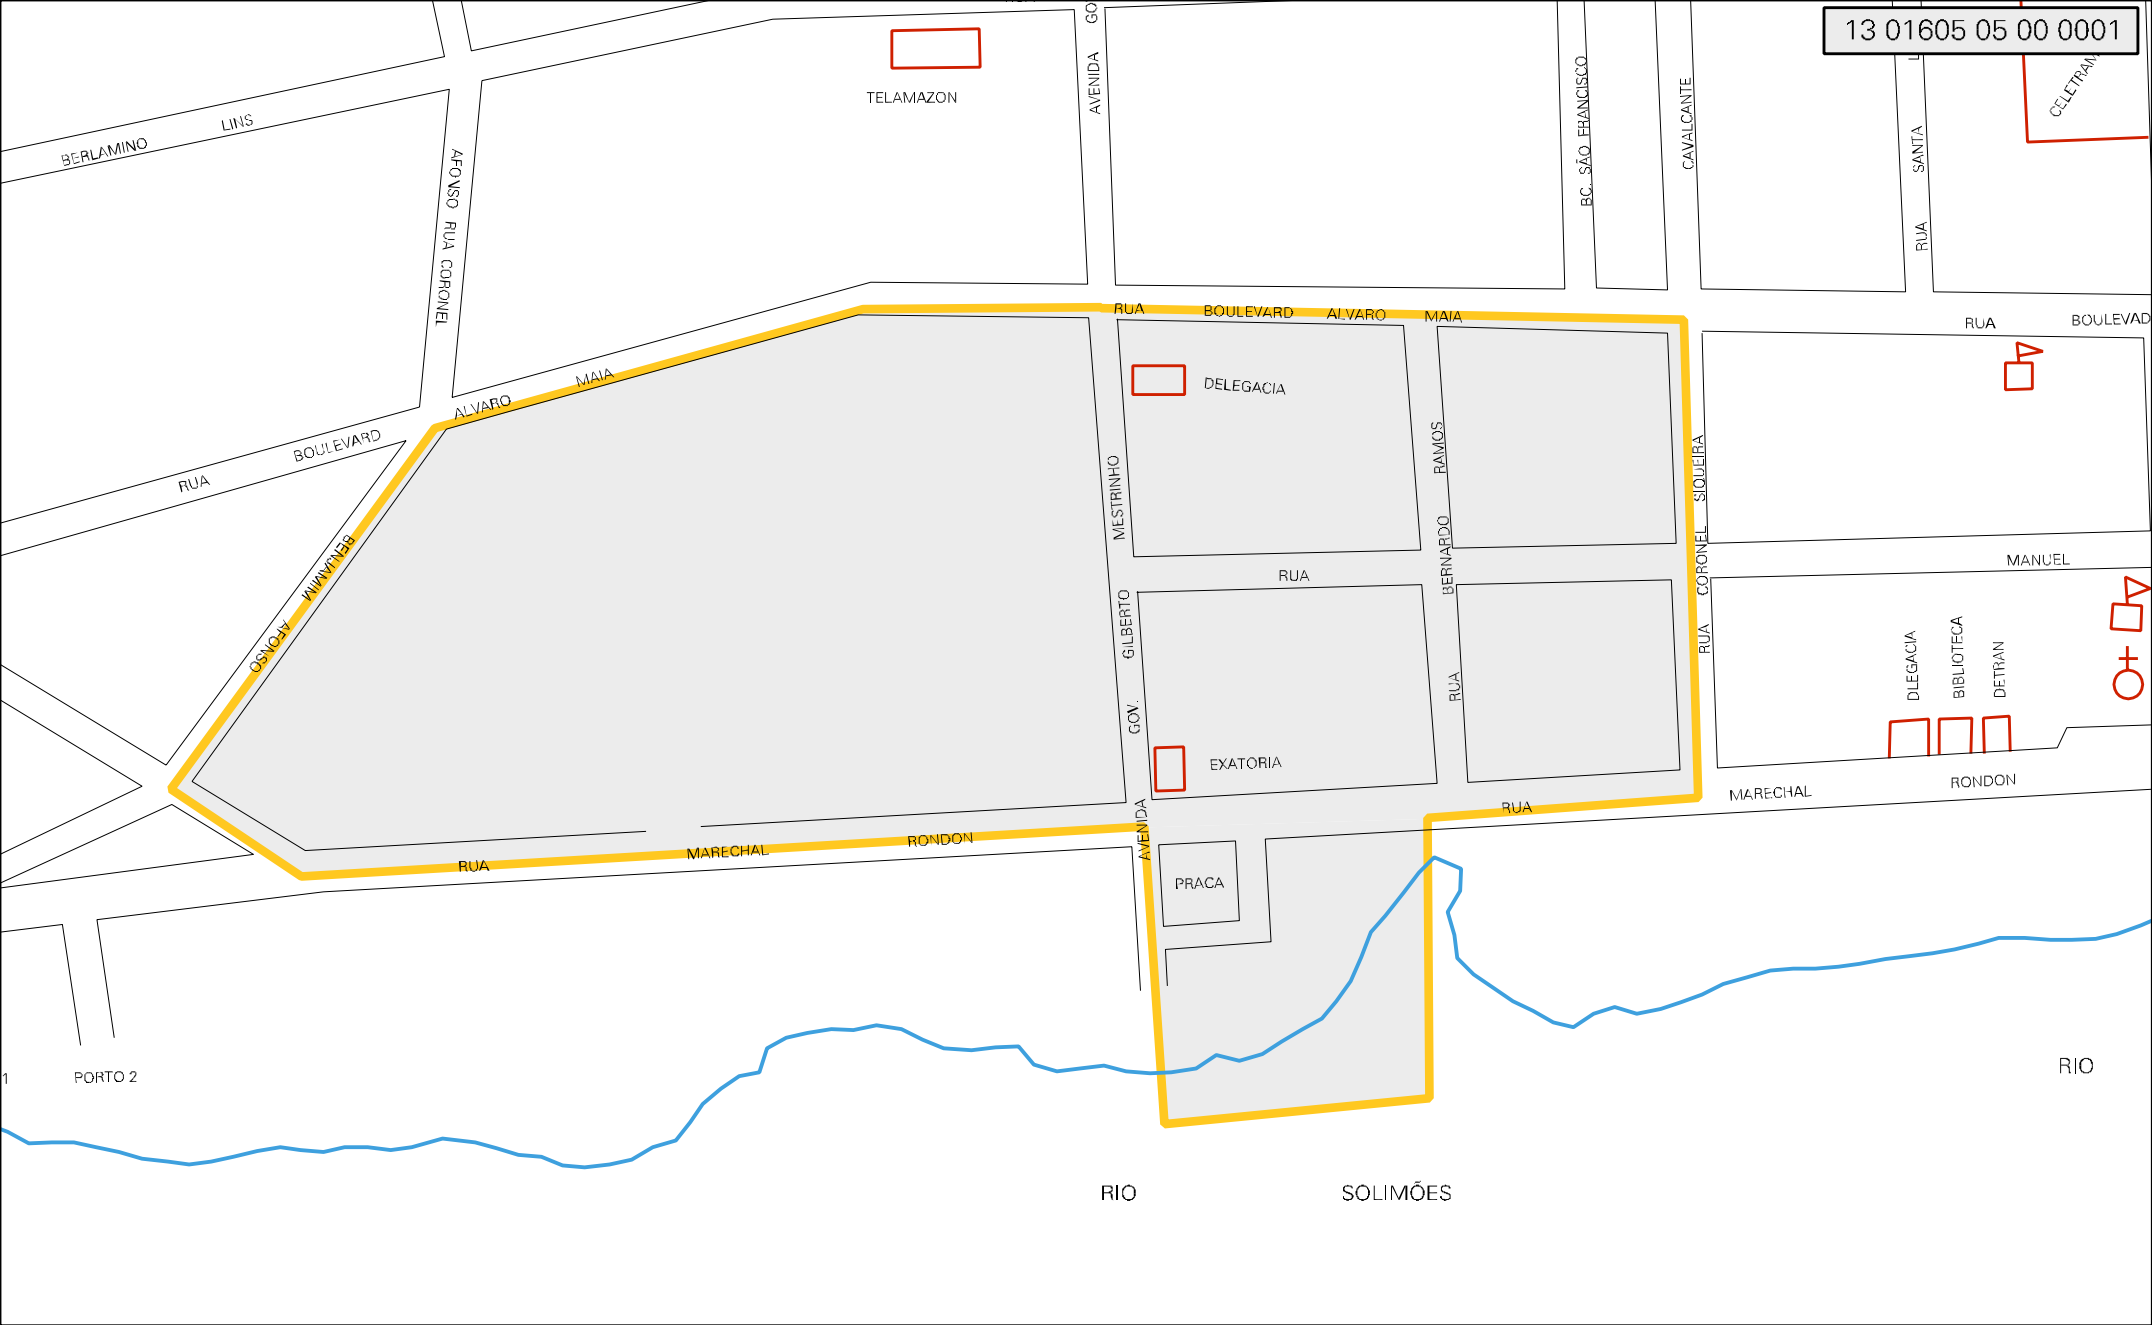 13 01605 05 00 0001
TELAMAZON
AVENIDA
BC. SÃO FRANCISCO
CAVALCANTE
RUA SANTA
BERLAMINO LINS
AFONSO RUA CORONEL
RUA BOULEVARD ALVARO MAIA
RUA BOULEVARD ALVARO MAIA
RUA BOULEVAD
DELEGACIA
AVENIDA GOV. GILBERTO MESTRINHO
RUA BERNARDO RAMOS
RUA CORONEL SIQUEIRA
BENJAMIM
AFONSO
RUA
MANUEL
DLEGACIA
BIBLIOTECA
DETRAN
EXATORIA
RUA MARECHAL RONDON
RUA MARECHAL RONDON
PRACA
1
PORTO 2
RIO
RIO SOLIMÕES